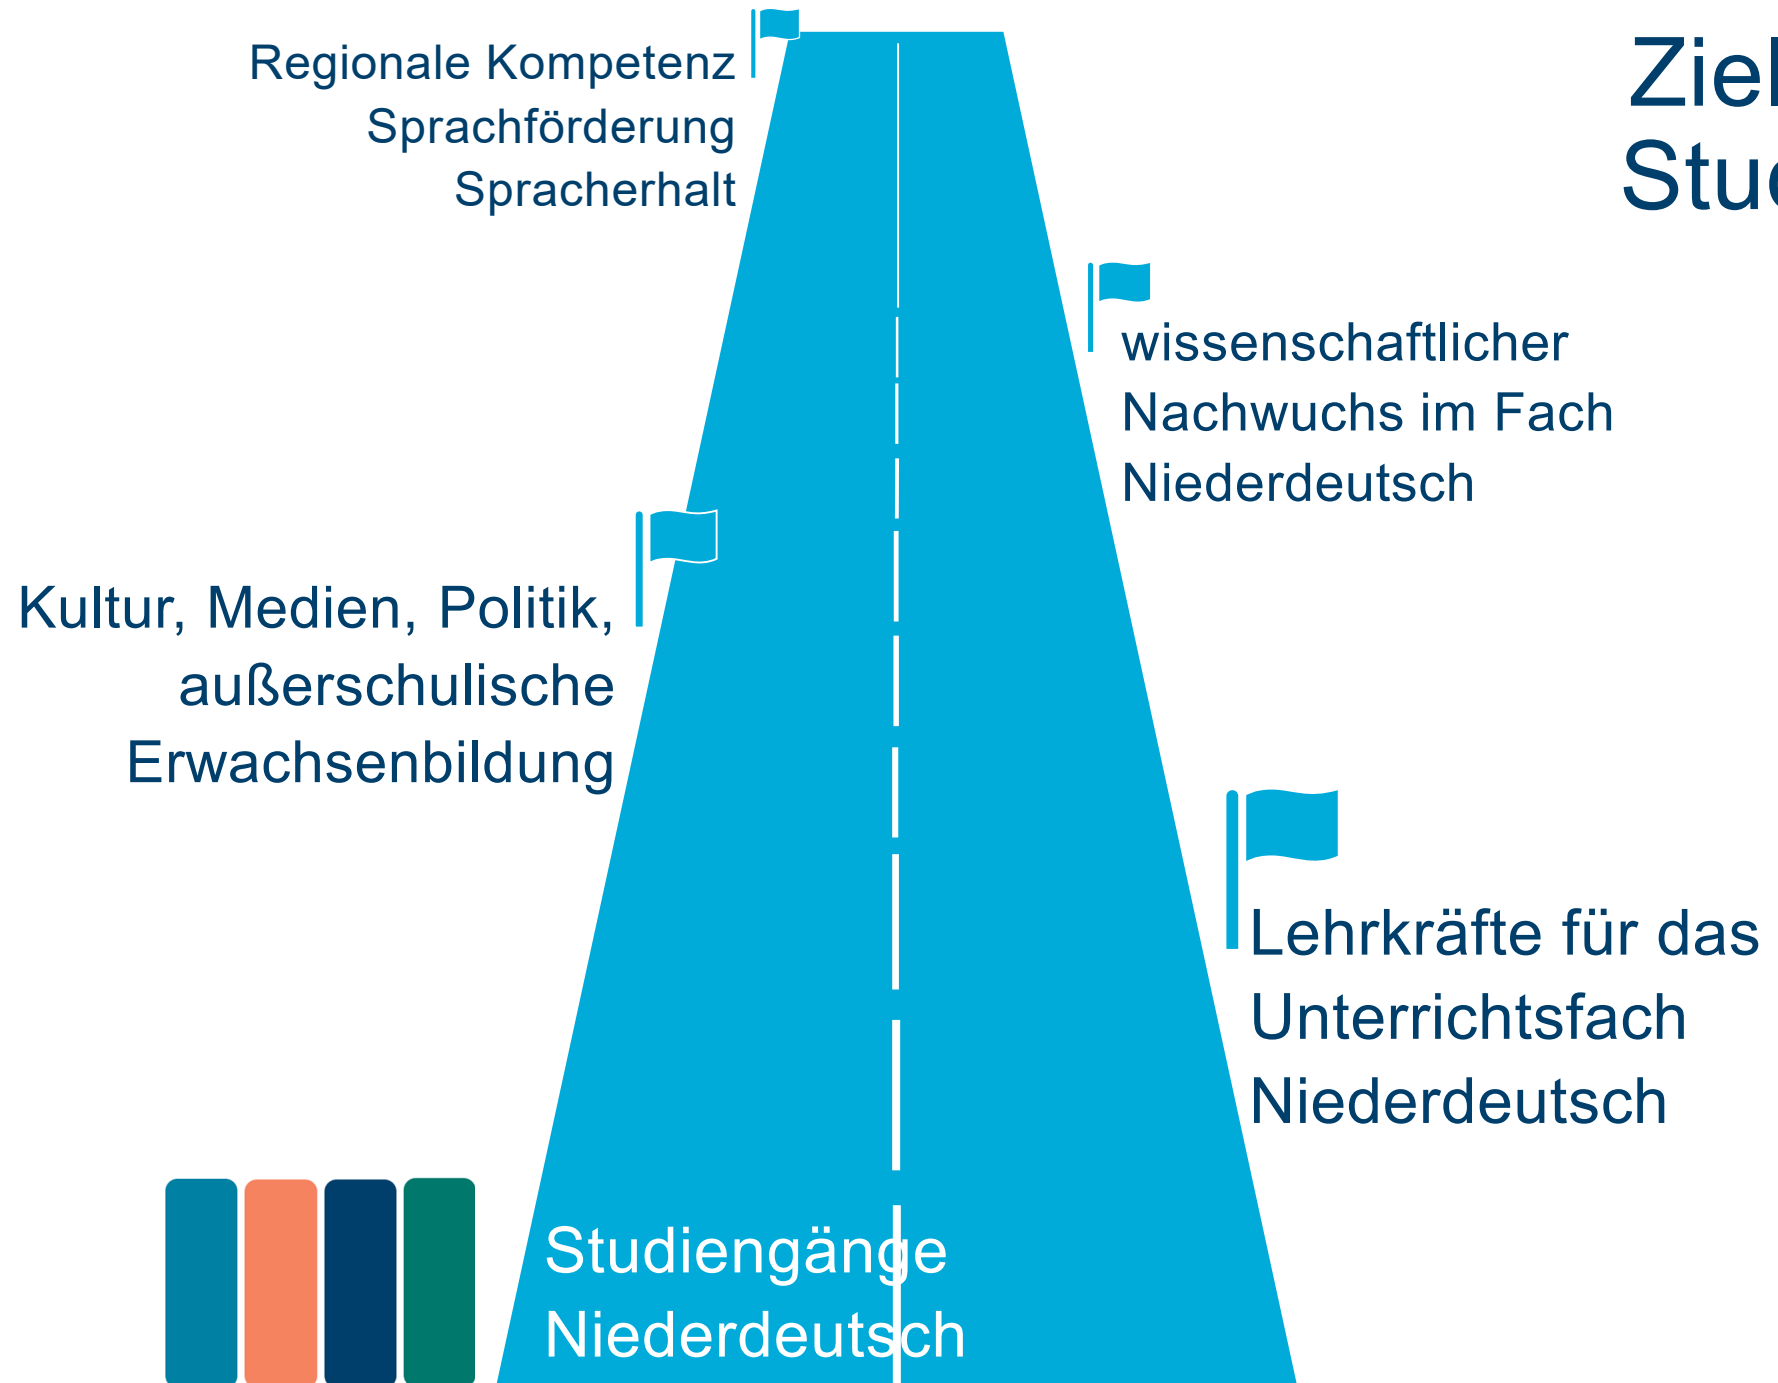 Regionale Kompetenz
Sprachförderung
Spracherhalt
wissenschaftlicher
Nachwuchs im Fach
Niederdeutsch
Kultur, Medien, Politik,
außerschulische
Erwachsenbildung
Lehrkräfte für das
Unterrichtsfach
Niederdeutsch
Studiengänge
Niederdeutsch